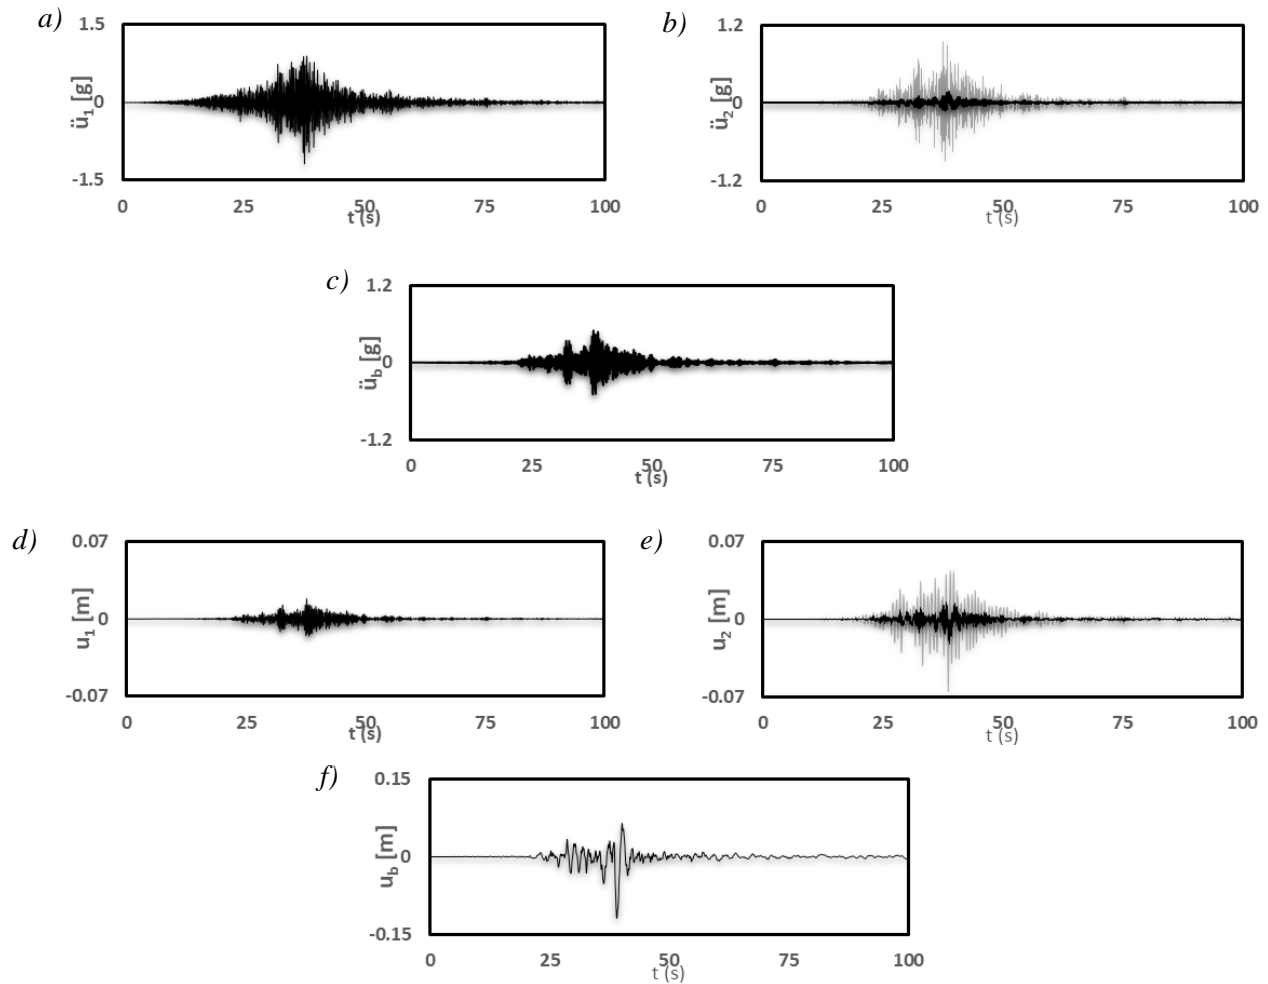 a) 1.5 b) 1.2
ü₁ [g] 0 ü₂ [g] 0
-1.5 -1.2
0 25 50 75 100 0 25 50 75 100
t (s) t (s)
c) 1.2
ü_b [g] 0
-1.2
0 25 50 75 100
t (s)
d) 0.07 e) 0.07
u₁ [m] 0 u₂ [m] 0
-0.07 -0.07
0 25 50 75 100 0 25 50 75 100
t (s) t (s)
f) 0.15
u_b [m] 0
-0.15
0 25 50 75 100
t (s)